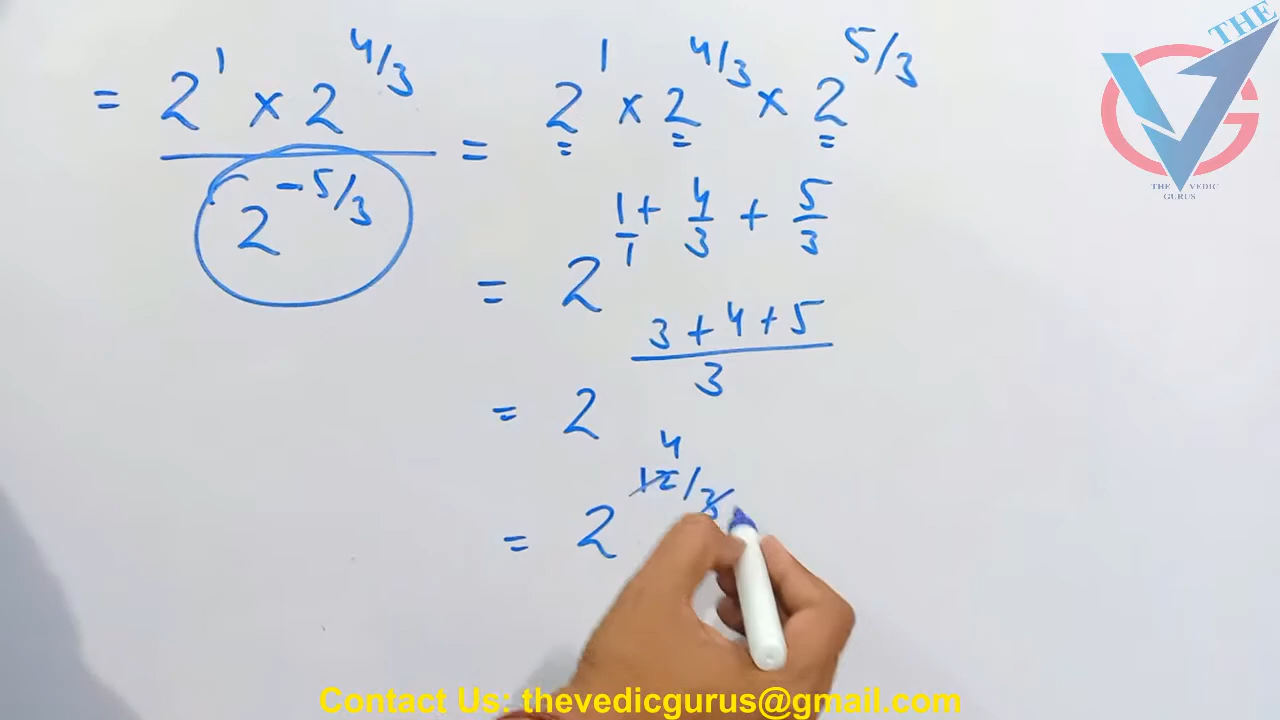 = 2^1 × 2^4/3 / 2^-5/3 = 2^1 × 2^4/3 × 2^5/3
= 2^1/1 + 4/3 + 5/3
= 2^(3+4+5)/3
= 2^12/3 4
THE
THE VEDIC
GURUS
Contact Us: thevedicgurus@gmail.com